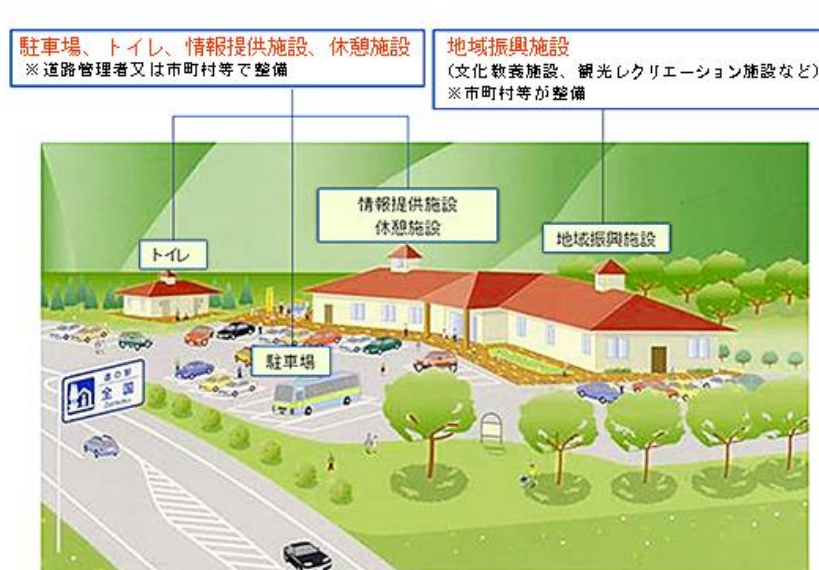 駐車場、トイレ、情報提供施設、休憩施設
※道路管理者又は市町村等で整備
地域振興施設
(文化教養施設、観光レクリエーション施設など)
※市町村等が整備
情報提供施設
休憩施設
トイレ
地域振興施設
駐車場
道の駅
全国